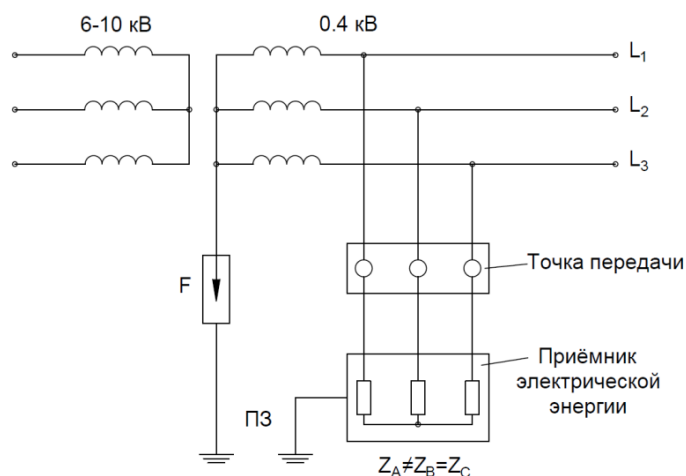 6-10 кВ
0.4 кВ
L1
L2
L3
F
Точка передачи
Приёмник
электрической
энергии
ПЗ
ZA≠ZB=ZC